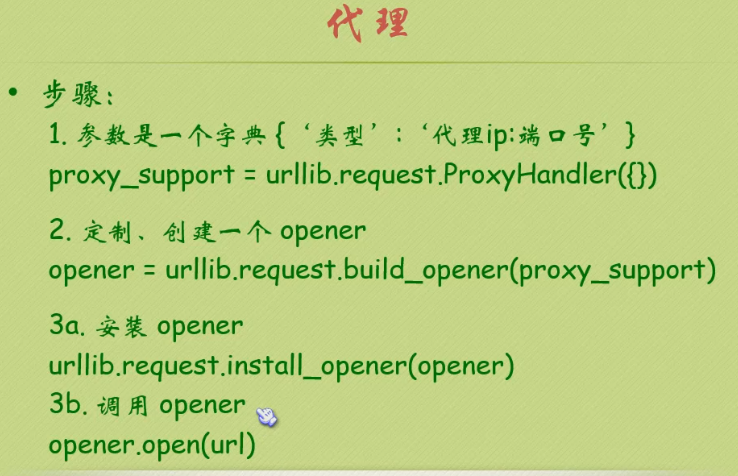 代理
• 步骤：
1. 参数是一个字典 {‘类型’:‘代理ip:端口号’}
proxy_support = urllib.request.ProxyHandler({})
2. 定制、创建一个 opener
opener = urllib.request.build_opener(proxy_support)
3a. 安装 opener
urllib.request.install_opener(opener)
3b. 调用 opener
opener.open(url)